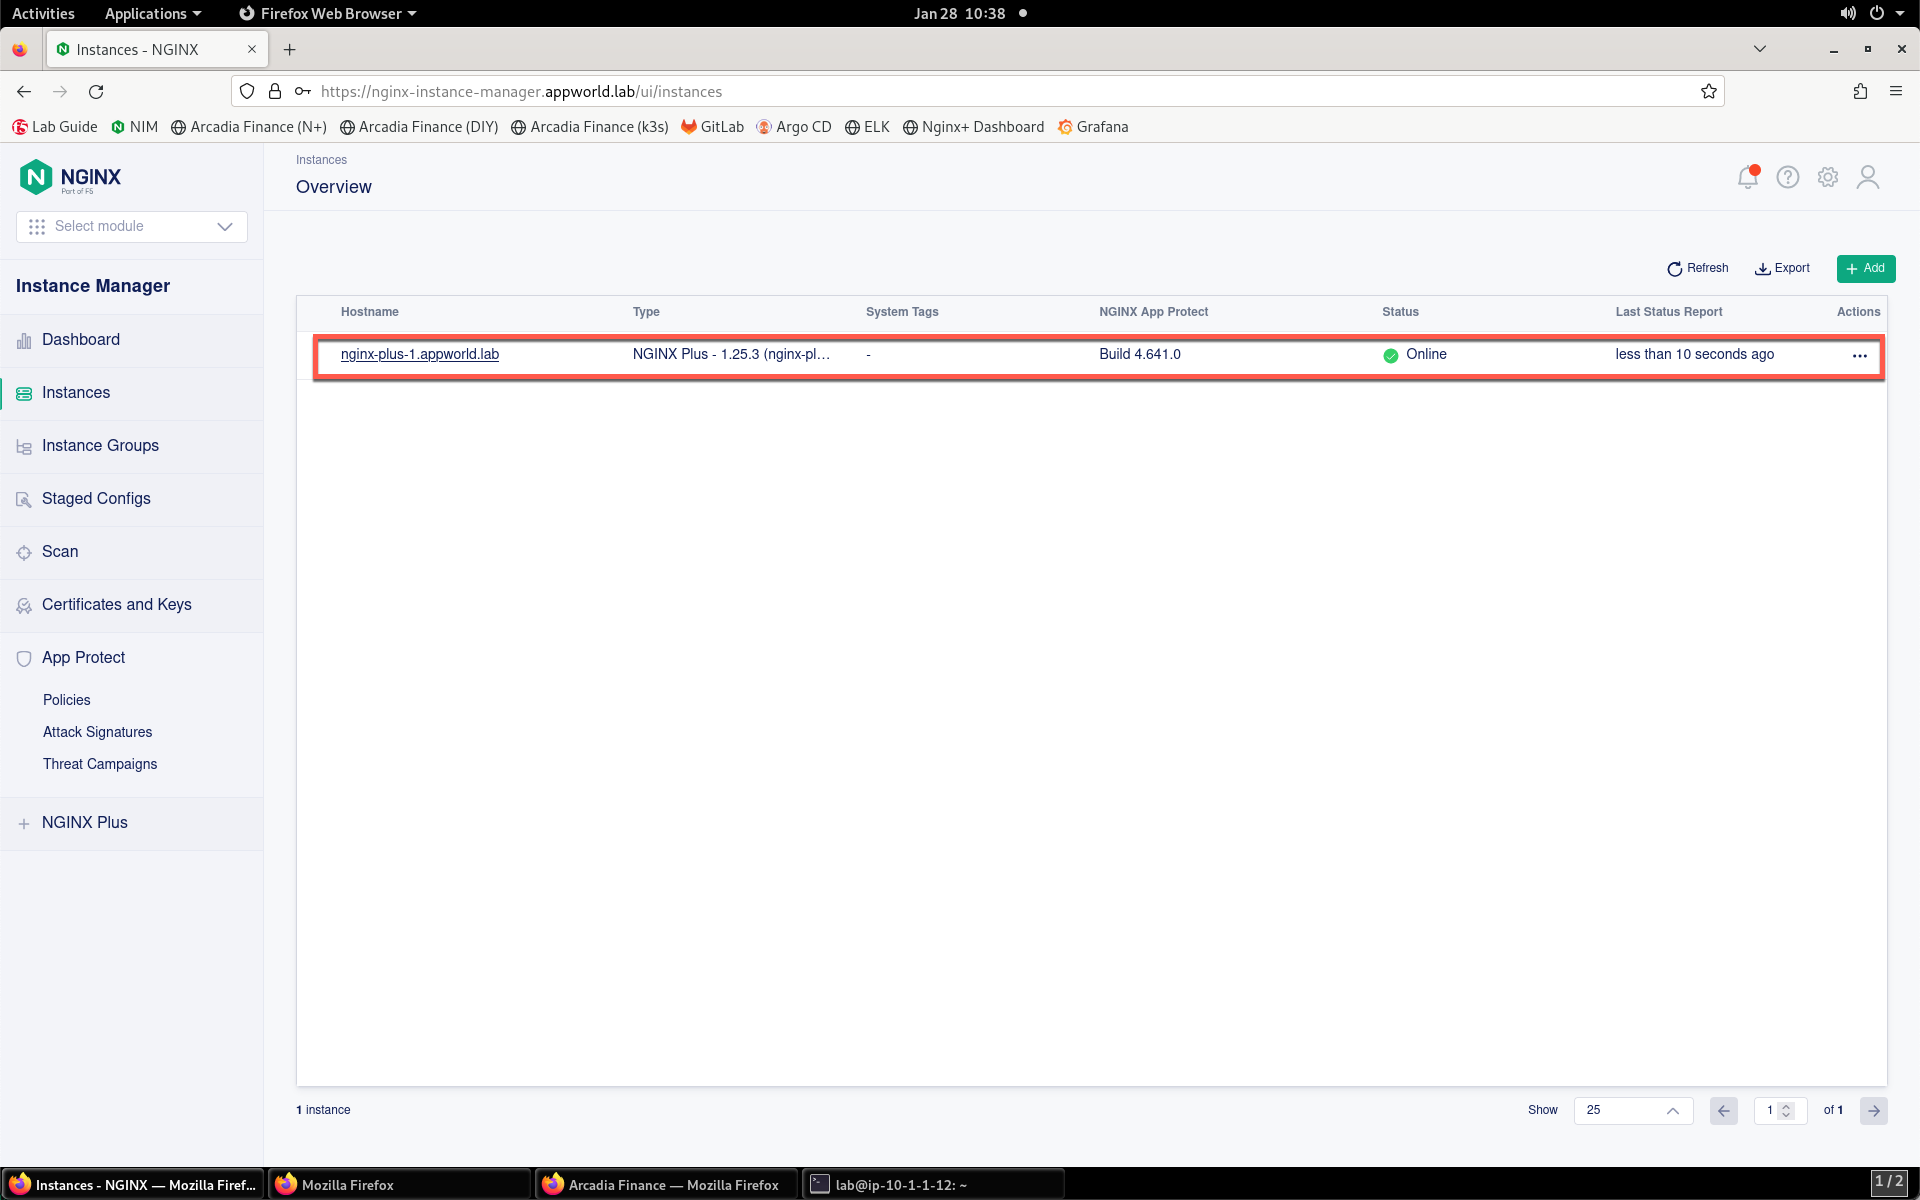 Activities Applications Firefox Web Browser Jan 28 10:38
Instances - NGINX
https://nginx-instance-manager.appworld.lab/ui/instances
Lab Guide NIM Arcadia Finance (N+) Arcadia Finance (DIY) Arcadia Finance (k3s) GitLab Argo CD ELK Nginx+ Dashboard Grafana
NGINX
Part of F5
Select module
Instance Manager
Dashboard
Instances
Instance Groups
Staged Configs
Scan
Certificates and Keys
App Protect
Policies
Attack Signatures
Threat Campaigns
NGINX Plus
Instances
Overview
Refresh Export Add
Hostname Type System Tags NGINX App Protect Status Last Status Report Actions
nginx-plus-1.appworld.lab NGINX Plus - 1.25.3 (nginx-pl... - Build 4.641.0 Online less than 10 seconds ago
1 instance Show 25 1 of 1
Instances - NGINX — Mozilla Firef... Mozilla Firefox Arcadia Finance — Mozilla Firefox lab@ip-10-1-1-12: ~ 1 / 2